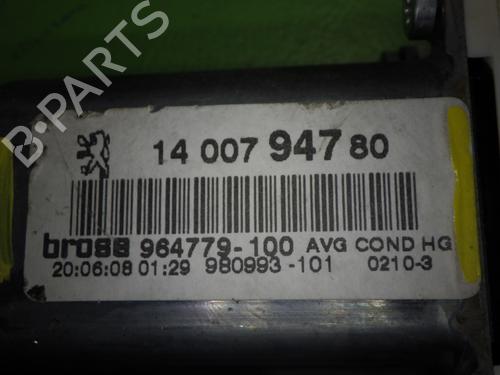 B-PARTS
14 007 947 80
brose 964779-100 AVG COND HG
20:06:08 01:29 980993-101 0210-3